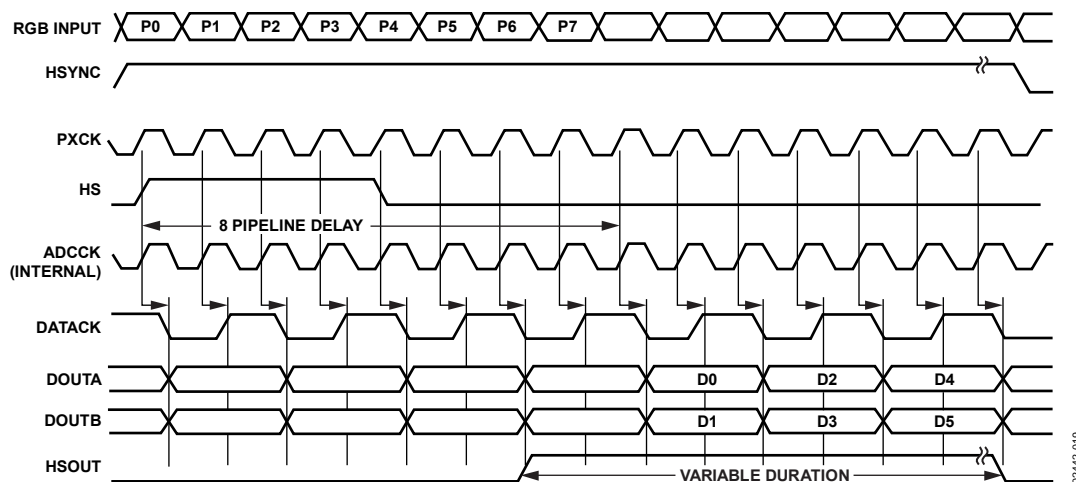 RGB INPUT P0 P1 P2 P3 P4 P5 P6 P7
HSYNC
PXCK
HS
8 PIPELINE DELAY
ADCCK
(INTERNAL)
DATACK
DOUTA D0 D2 D4
DOUTB D1 D3 D5
HSOUT VARIABLE DURATION